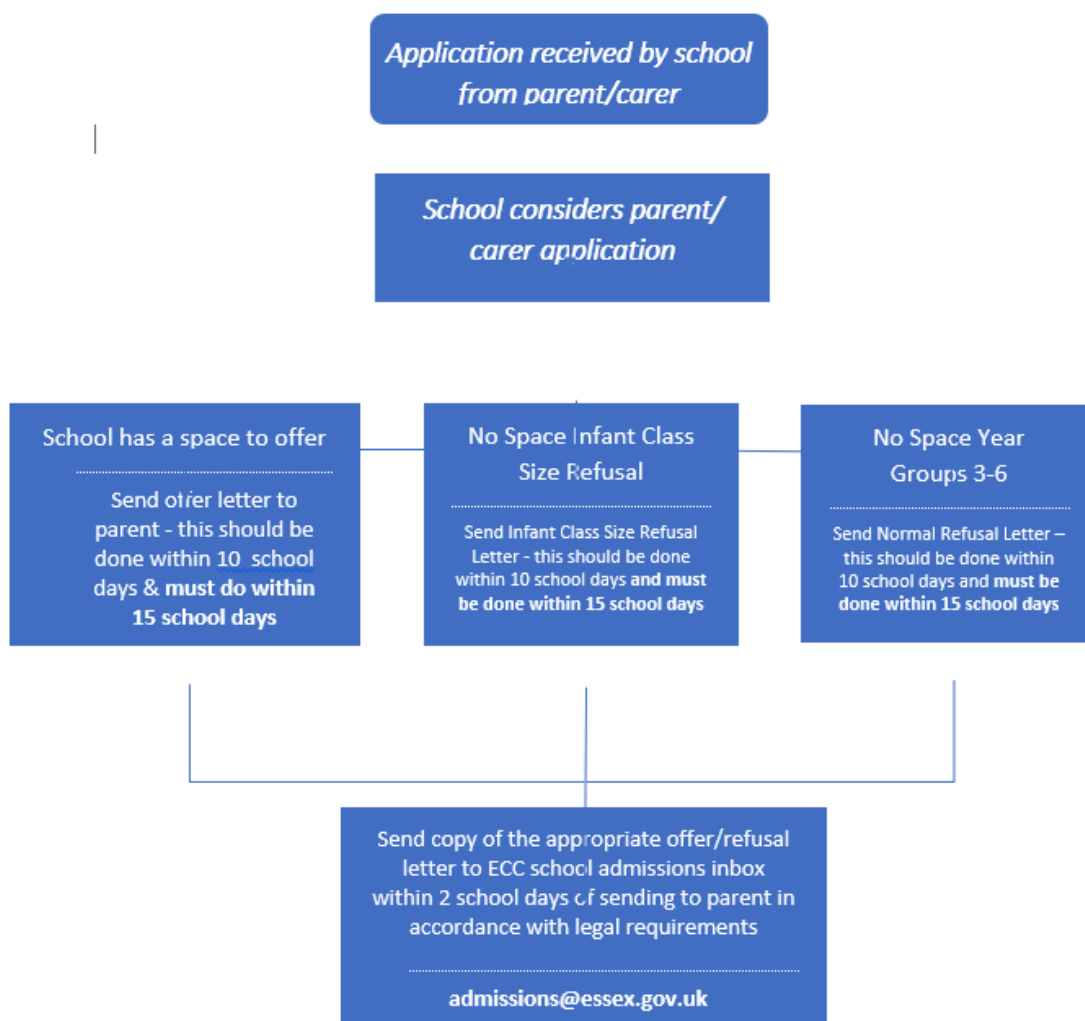 Application received by school
from parent/carer
School considers parent/
carer application
School has a space to offer
Send offer letter to
parent - this should be
done within 10 school
days & must do within
15 school days
No Space Infant Class
Size Refusal
Send Infant Class Size Refusal
Letter - this should be done
within 10 school days and must
be done within 15 school days
No Space Year
Groups 3-6
Send Normal Refusal Letter –
this should be done within
10 school days and must be
done within 15 school days
Send copy of the appropriate offer/refusal
letter to ECC school admissions inbox
within 2 school days of sending to parent in
accordance with legal requirements
admissions@essex.gov.uk